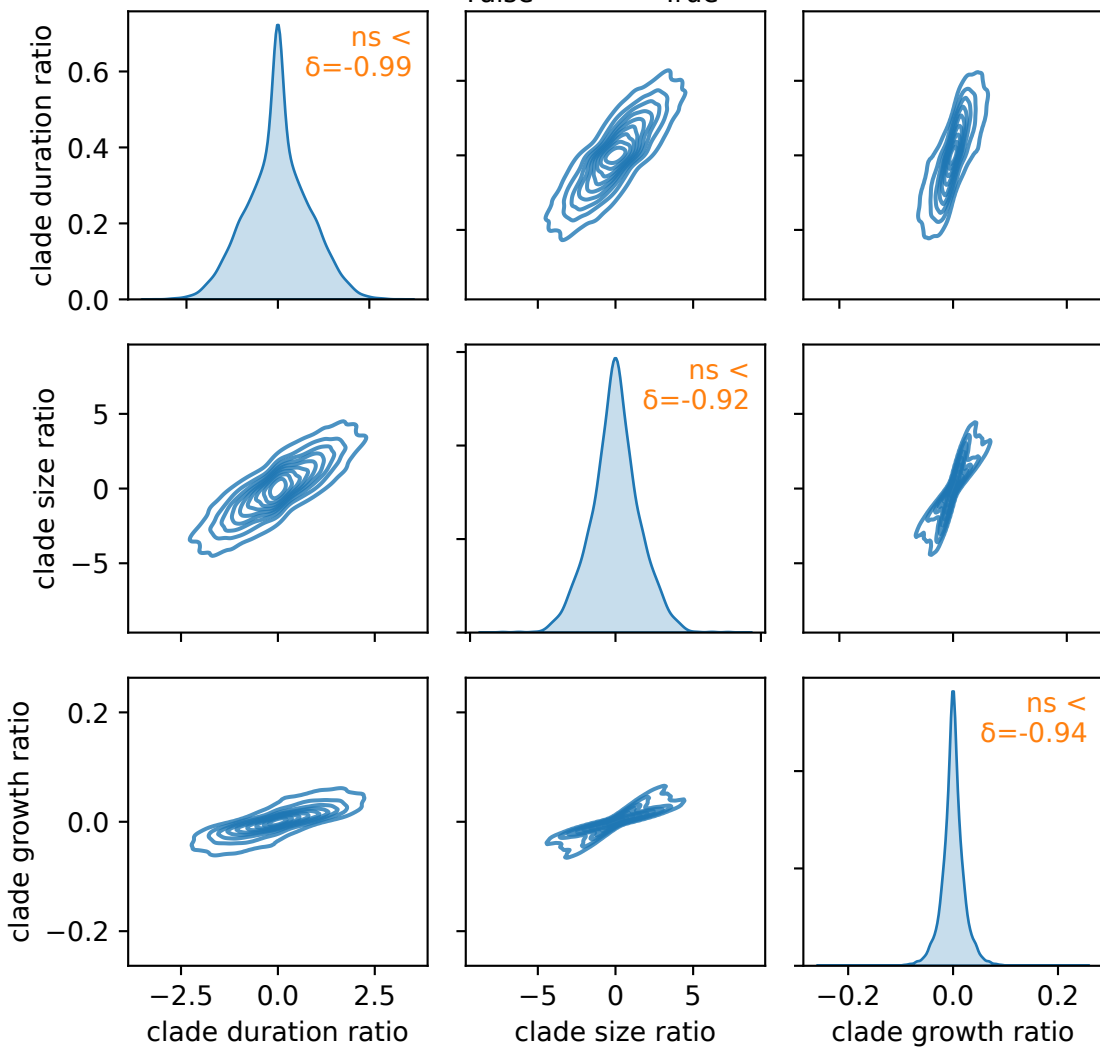 clade duration ratio
0.6
0.4
0.2
0.0
ns <
δ=-0.99
clade size ratio
5
0
−5
ns <
δ=-0.92
clade growth ratio
0.2
0.0
−0.2
ns <
δ=-0.94
−2.5 0.0 2.5
−5 0 5
−0.2 0.0 0.2
clade duration ratio
clade size ratio
clade growth ratio